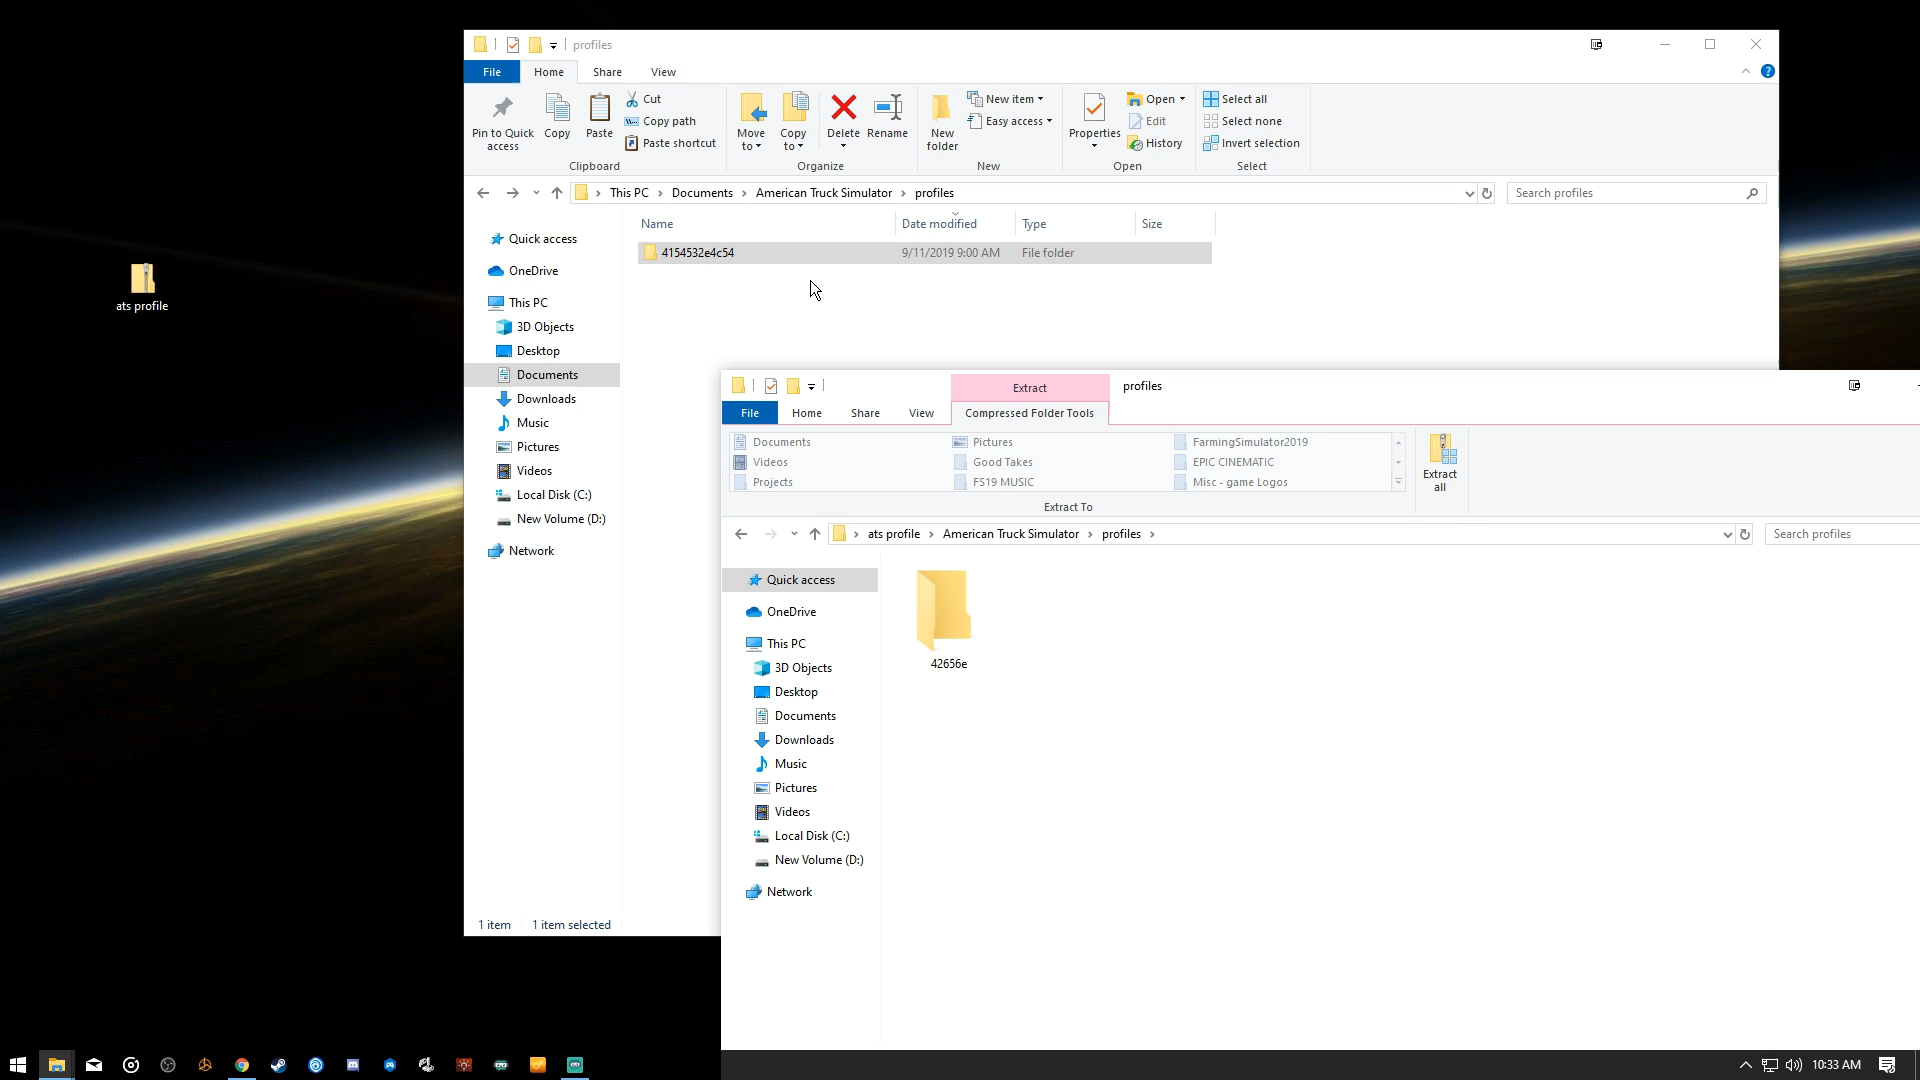 profiles
File Home Share View
Pin to Quick access
Copy
Paste
Cut
Copy path
Paste shortcut
Clipboard
Move to
Copy to
Delete
Rename
Organize
New folder
New item
Easy access
New
Properties
Open
Edit
History
Open
Select all
Select none
Invert selection
Select
This PC > Documents > American Truck Simulator > profiles
Search profiles
Name Date modified Type Size
4154532e4c54 9/11/2019 9:00 AM File folder
Quick access
OneDrive
This PC
3D Objects
Desktop
Documents
Downloads
Music
Pictures
Videos
Local Disk (C:)
New Volume (D:)
Network
1 item 1 item selected
ats profile
Extract profiles
File Home Share View Compressed Folder Tools
Documents Pictures FarmingSimulator2019
Videos Good Takes EPIC CINEMATIC
Projects FS19 MUSIC Misc - game Logos
Extract To
Extract all
ats profile > American Truck Simulator > profiles >
Search profiles
Quick access
OneDrive
This PC
3D Objects
Desktop
Documents
Downloads
Music
Pictures
Videos
Local Disk (C:)
New Volume (D:)
Network
42656e
10:33 AM